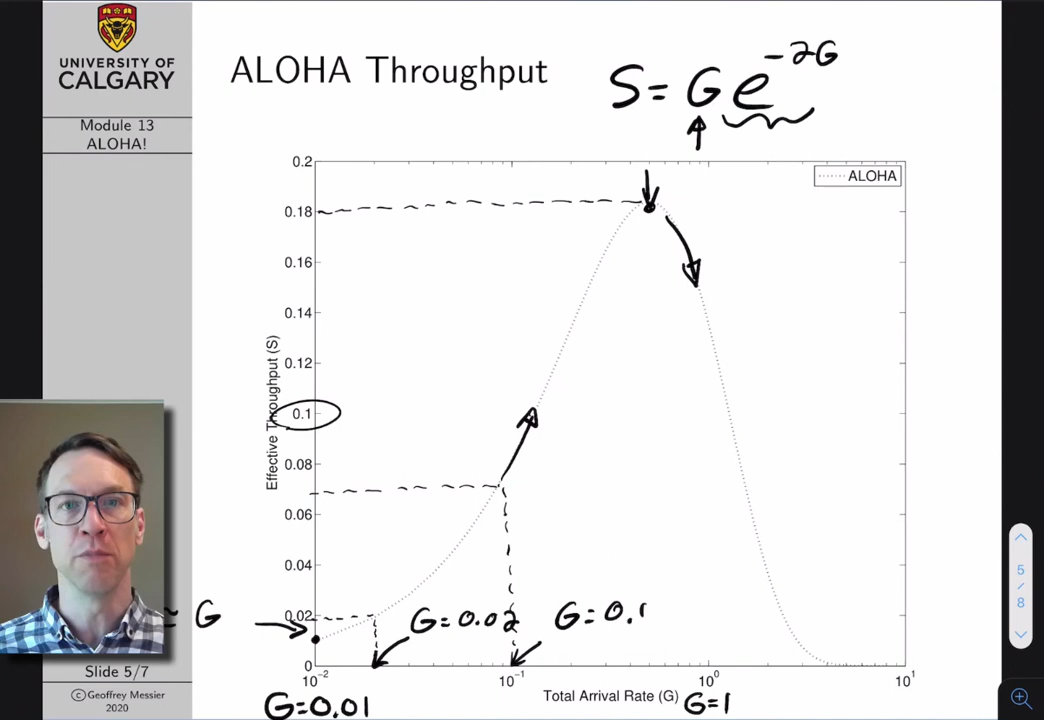 UNIVERSITY OF
CALGARY
Module 13
ALOHA!
ALOHA Throughput
S = G e^-2G
ALOHA
0.2
0.18
0.16
0.14
0.12
0.1
0.08
0.06
0.04
0.02
0
Effective Throughput (S)
≈ G
G=0.02
G=0.1
10^-2
10^-1
10^0
10^1
Total Arrival Rate (G)
G=0.01
G=1
Slide 5/7
© Geoffrey Messier
2020
5
/
8